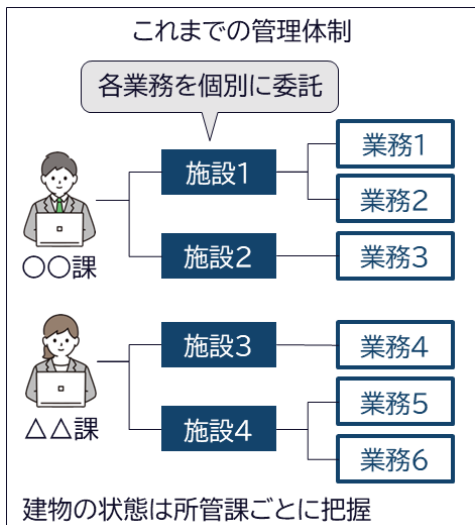 これまでの管理体制
各業務を個別に委託
施設1
業務1
業務2
〇〇課
施設2
業務3
施設3
業務4
△△課
施設4
業務5
業務6
建物の状態は所管課ごとに把握